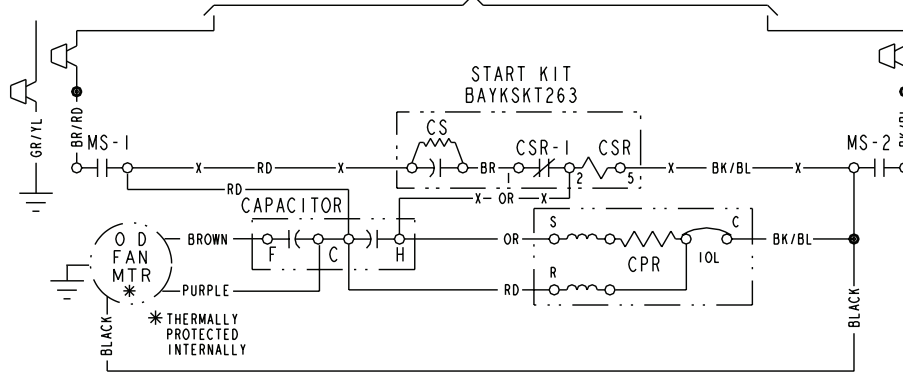 START KIT
BAYKSKT263
GR/YL
BR/RD
MS-1
CS
CSR-1
CSR
MS-2
BK/BL
X
RD
X
BR
1
2
5
X
BK/BL
X
RD
X
OR
X
CAPACITOR
O D
FAN
MTR
*
BROWN
F
C
H
OR
S
CPR
IOL
C
BK/BL
R
PURPLE
RD
* THERMALLY
PROTECTED
INTERNALLY
BLACK
BLACK